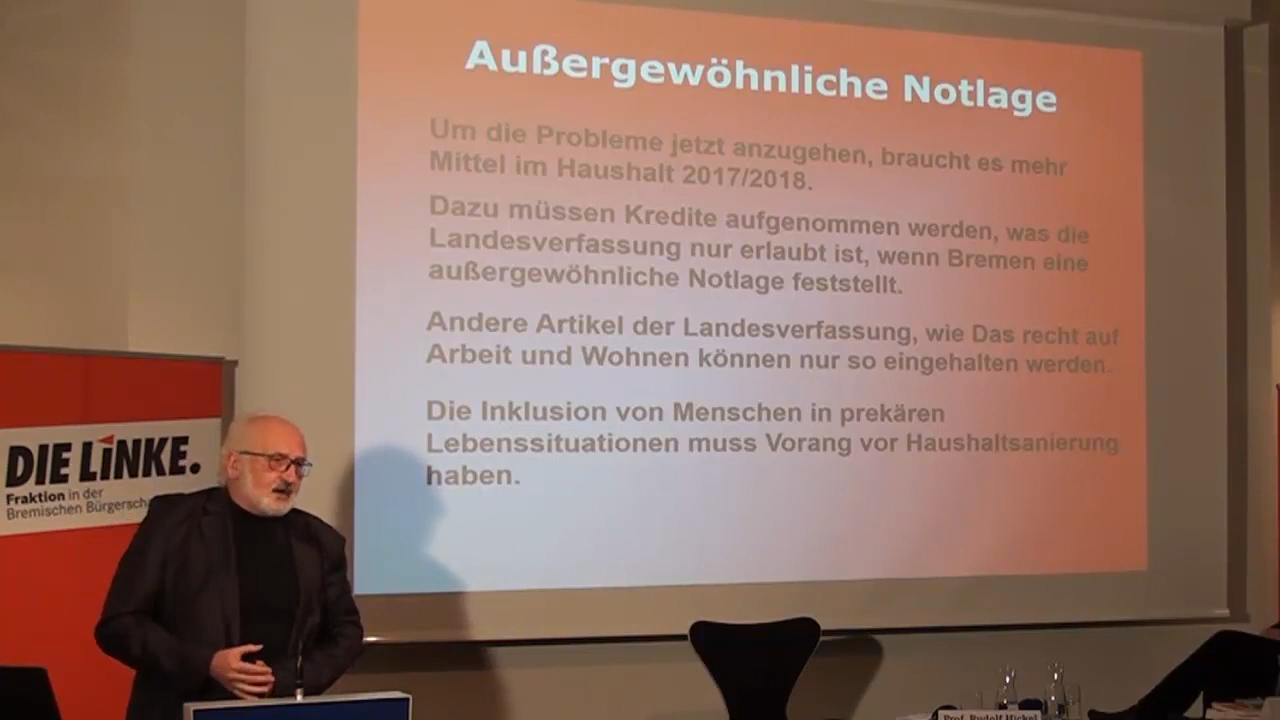 Außergewöhnliche Notlage
Um die Probleme jetzt anzugehen, braucht es mehr
Mittel im Haushalt 2017/2018.
Dazu müssen Kredite aufgenommen werden, was die
Landesverfassung nur erlaubt ist, wenn Bremen eine
außergewöhnliche Notlage feststellt.
Andere Artikel der Landesverfassung, wie Das recht auf
Arbeit und Wohnen können nur so eingehalten werden.
Die Inklusion von Menschen in prekären
Lebenssituationen muss Vorang vor Haushaltsanierung
haben.
DIE LINKE.
Fraktion in der
Bremischen Bürgersch
Prof. Rudolf Hickel